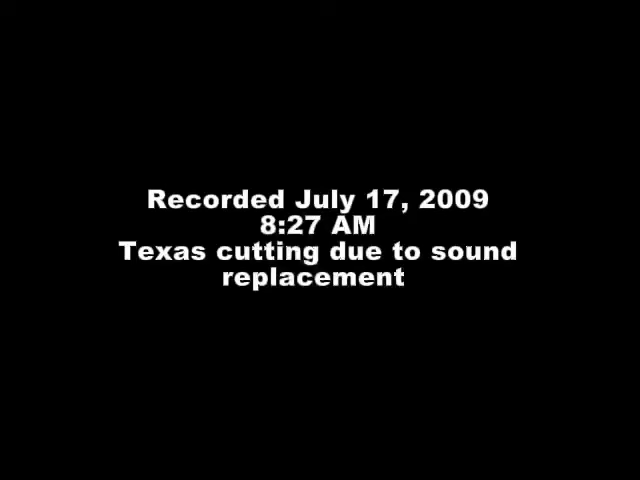 Recorded July 17, 2009
8:27 AM
Texas cutting due to sound
replacement